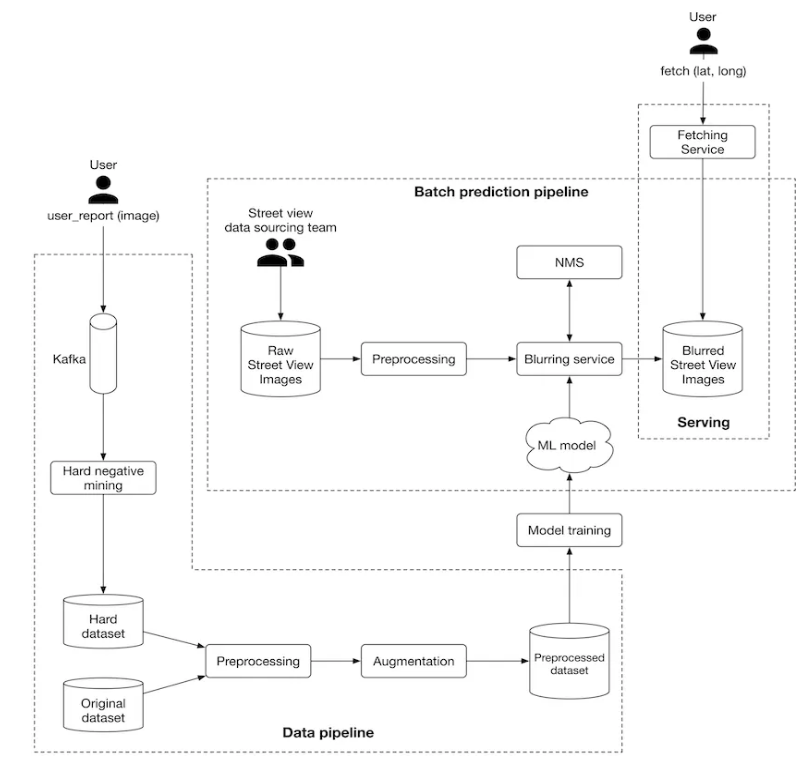 User
fetch (lat, long)
Fetching
Service
User
user_report (image)
Batch prediction pipeline
Street view
data sourcing team
NMS
Kafka
Raw
Street View
Images
Preprocessing
Blurring service
Blurred
Street View
Images
Serving
ML model
Hard negative
mining
Model training
Hard
dataset
Preprocessing
Augmentation
Preprocessed
dataset
Original
dataset
Data pipeline